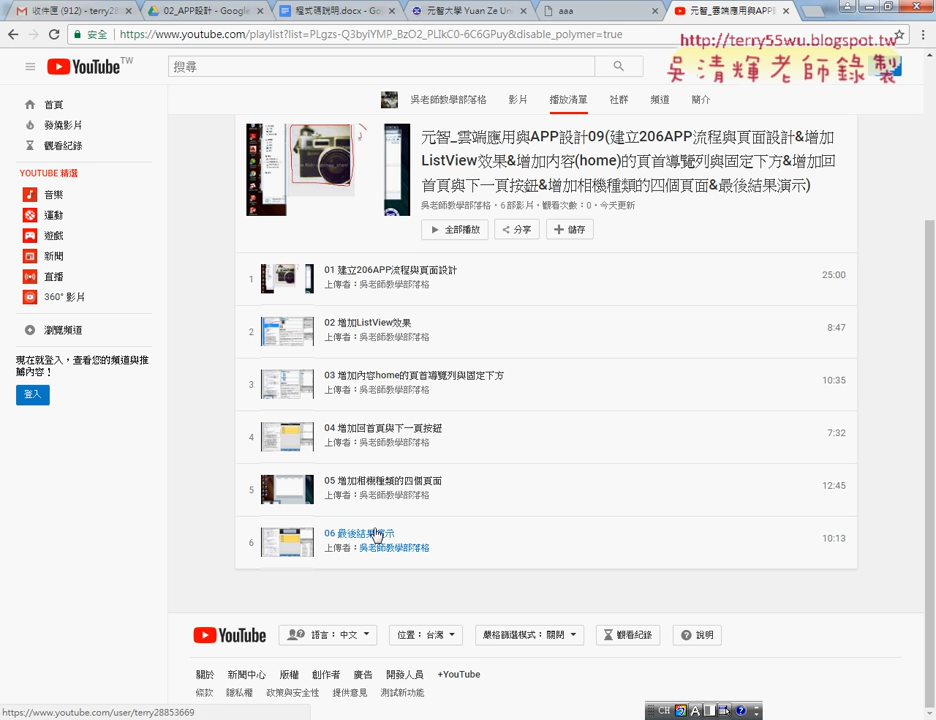 收件匣 (912) - terry28
02_APP設計 - Google
程式碼說明.docx - Go
元智大學 Yuan Ze Uni
aaa
元智_雲端應用與APP設
安全
https://www.youtube.com/playlist?list=PLgzs-Q3byiYMP_BzO2_PLIkC0-6C6GPuy&disable_polymer=true
http://terry55wu.blogspot.tw
吳清輝老師錄製
YouTube TW
搜尋
首頁
發燒影片
觀看紀錄
YOUTUBE 精選
音樂
運動
遊戲
新聞
直播
360° 影片
瀏覽頻道
現在就登入，查看您的頻道與推
薦內容！
登入
吳老師教學部落格
影片
播放清單
社群
頻道
簡介
元智_雲端應用與APP設計09(建立206APP流程與頁面設計&增加
ListView效果&增加內容(home)的頁首導覽列與固定下方&增加回
首頁與下一頁按鈕&增加相機種類的四個頁面&最後結果演示)
吳老師教學部落格 · 6 部影片 · 觀看次數：0 · 今天更新
全部播放
分享
儲存
1
01 建立206APP流程與頁面設計
上傳者：吳老師教學部落格
25:00
2
02 增加ListView效果
上傳者：吳老師教學部落格
8:47
3
03 增加內容home的頁首導覽列與固定下方
上傳者：吳老師教學部落格
10:35
4
04 增加回首頁與下一頁按鈕
上傳者：吳老師教學部落格
7:32
5
05 增加相機種類的四個頁面
上傳者：吳老師教學部落格
12:45
6
06 最後結果演示
上傳者：吳老師教學部落格
10:13
YouTube
語言：中文
位置：台灣
嚴格篩選模式：關閉
觀看紀錄
說明
關於
新聞中心
版權
創作者
廣告
開發人員
+YouTube
條款
隱私權
政策與安全性
提供意見
測試新功能
https://www.youtube.com/user/terry28853669
CH